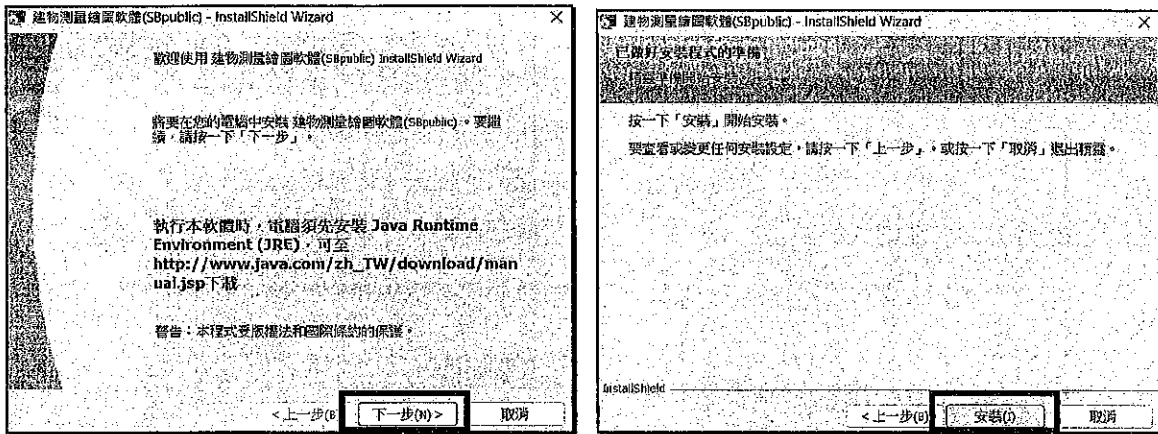 建物測量繪圖軟體(SBpublic) - InstallShield Wizard
歡迎使用 建物測量繪圖軟體(SBpublic) InstallShield Wizard
將要在您的電腦中安裝 建物測量繪圖軟體(SBpublic)。要繼
續，請按一下「下一步」。
執行本軟體時，電腦須先安裝 Java Runtime
Environment (JRE)，可至
http://www.java.com/zh_TW/download/man
ual.jsp下載
警告：本程式受版權法和國際條約的保護。
<上一步(B)
下一步(N) >
取消
建物測量繪圖軟體(SBpublic) - InstallShield Wizard
已做好安裝程式的準備
精靈準備開始安裝。
按一下「安裝」開始安裝。
要查看或變更任何安裝設定，請按一下「上一步」。或按一下「取消」退出精靈。
InstallShield
<上一步(B)
安裝(I)
取消